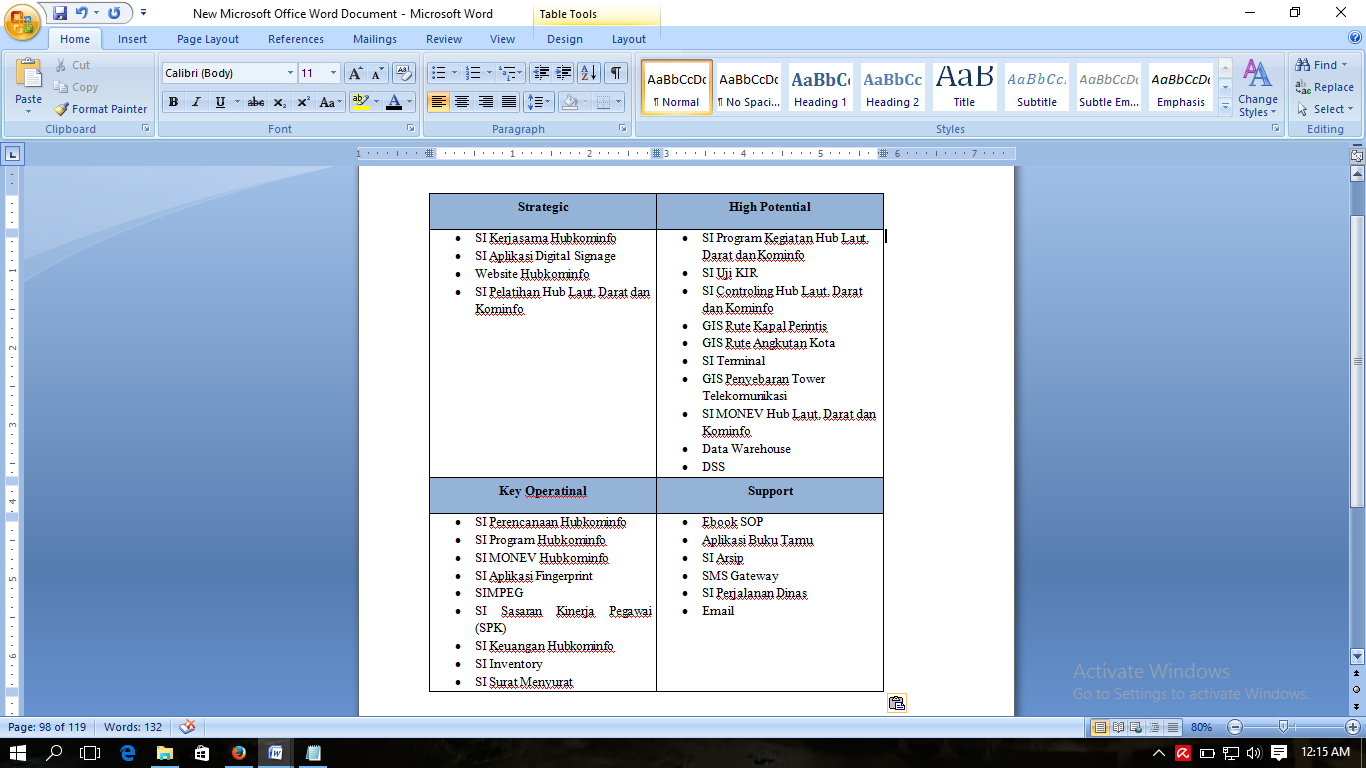 New Microsoft Office Word Document - Microsoft Word
Table Tools
Home Insert Page Layout References Mailings Review View Design Layout
Paste
Cut
Copy
Format Painter
Clipboard
Calibri (Body) 11
Font
Paragraph
AaBbCcDc AaBbCcDc AaBbC AaBbCc AaB AaBbCc. AaBbCcDc AaBbCcDc
¶ Normal ¶ No Spaci... Heading 1 Heading 2 Title Subtitle Subtle Em... Emphasis
Styles
Change Styles
Find
Replace
Select
Editing
1 1 2 3 4 5 6 7
Strategic
High Potential
SI Kerjasama Hubkominfo
SI Aplikasi Digital Signage
Website Hubkominfo
SI Pelatihan Hub Laut, Darat dan
Kominfo
SI Program Kegiatan Hub Laut,
Darat dan Kominfo
SI Uji KIR
SI Controling Hub Laut, Darat
dan Kominfo
GIS Rute Kapal Perintis
GIS Rute Angkutan Kota
SI Terminal
GIS Penyebaran Tower
Telekomunikasi
SI MONEV Hub Laut, Darat dan
Kominfo
Data Warehouse
DSS
Key Operatinal
Support
SI Perencanaan Hubkominfo
SI Program Hubkominfo
SI MONEV Hubkominfo
SI Aplikasi Fingerprint
SIMPEG
SI Sasaran Kinerja Pegawai
(SPK)
SI Keuangan Hubkominfo
SI Inventory
SI Surat Menyurat
Ebook SOP
Aplikasi Buku Tamu
SI Arsip
SMS Gateway
SI Perjalanan Dinas
Email
Activate Windows
Go to Settings to activate Windows.
Page: 98 of 119 Words: 132 80%
12:15 AM